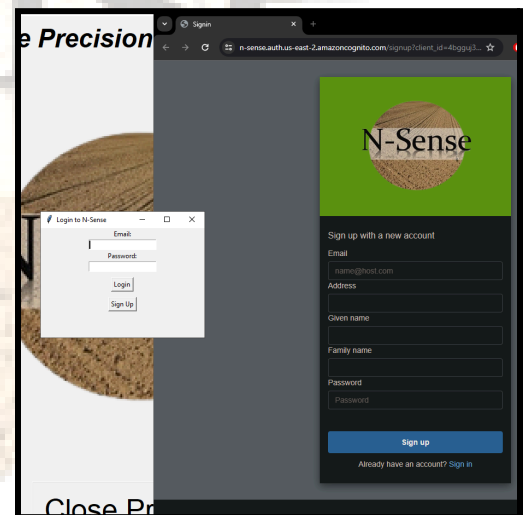 e Precision
Signin
n-sense.auth.us-east-2.amazoncognito.com/signup?client_id=4bgguj3...
N-Sense
Sign up with a new account
Email
name@host.com
Address
Given name
Family name
Password
Password
Sign up
Already have an account? Sign in
Login to N-Sense
Email:
Password:
Login
Sign Up
N
Close Pr